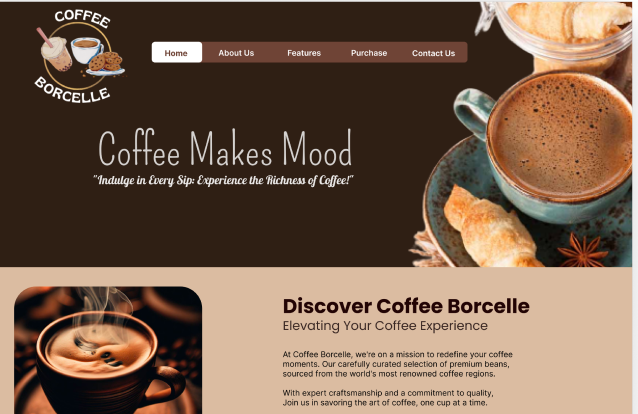 COFFEE
BORCELLE
Home About Us Features Purchase Contact Us
Coffee Makes Mood
"Indulge in Every Sip: Experience the Richness of Coffee!"
Discover Coffee Borcelle
Elevating Your Coffee Experience
At Coffee Borcelle, we're on a mission to redefine your coffee
moments. Our carefully curated selection of premium beans,
sourced from the world's most renowned coffee regions.
With expert craftsmanship and a commitment to quality,
Join us in savoring the art of coffee, one cup at a time.